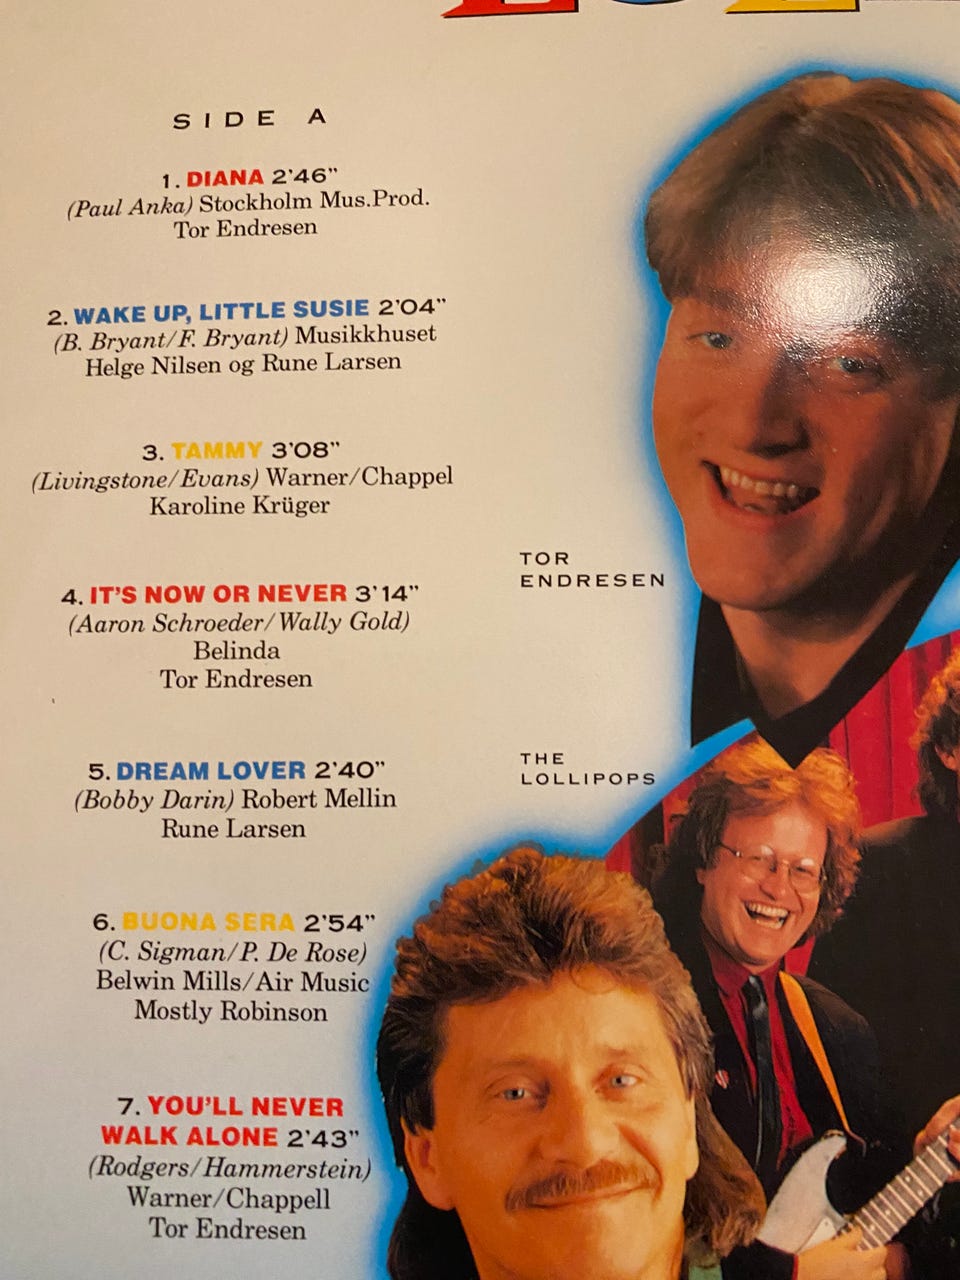 SIDE A
1. DIANA 2'46"
(Paul Anka) Stockholm Mus.Prod.
Tor Endresen
2. WAKE UP, LITTLE SUSIE 2'04"
(B. Bryant/F. Bryant) Musikkhuset
Helge Nilsen og Rune Larsen
3. TAMMY 3'08"
(Livingstone/Evans) Warner/Chappel
Karoline Krüger
4. IT'S NOW OR NEVER 3'14"
(Aaron Schroeder/Wally Gold)
Belinda
Tor Endresen
5. DREAM LOVER 2'40"
(Bobby Darin) Robert Mellin
Rune Larsen
6. BUONA SERA 2'54"
(C. Sigman/P. De Rose)
Belwin Mills/Air Music
Mostly Robinson
7. YOU'LL NEVER
WALK ALONE 2'43"
(Rodgers/Hammerstein)
Warner/Chappell
Tor Endresen
TOR
ENDRESEN
THE
LOLLIPOPS